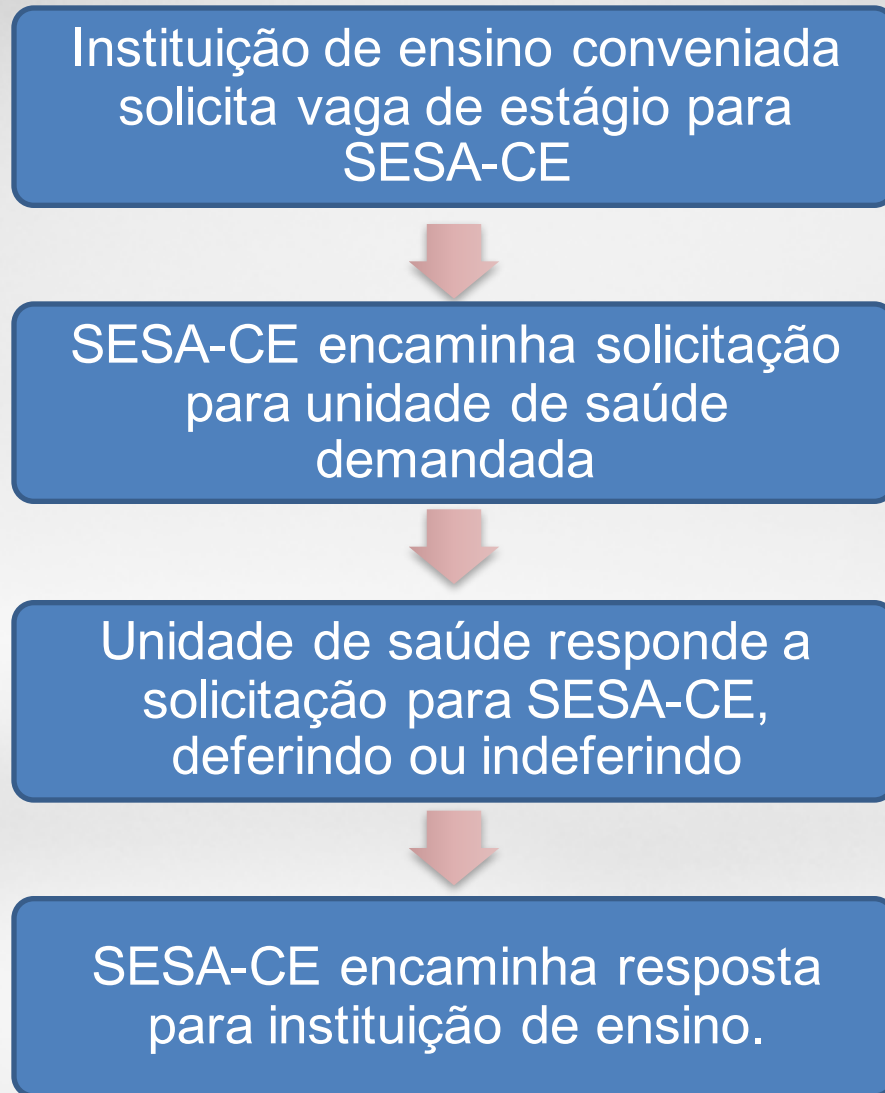 Instituição de ensino conveniada
solicita vaga de estágio para
SESA-CE
SESA-CE encaminha solicitação
para unidade de saúde
demandada
Unidade de saúde responde a
solicitação para SESA-CE,
deferindo ou indeferindo
SESA-CE encaminha resposta
para instituição de ensino.